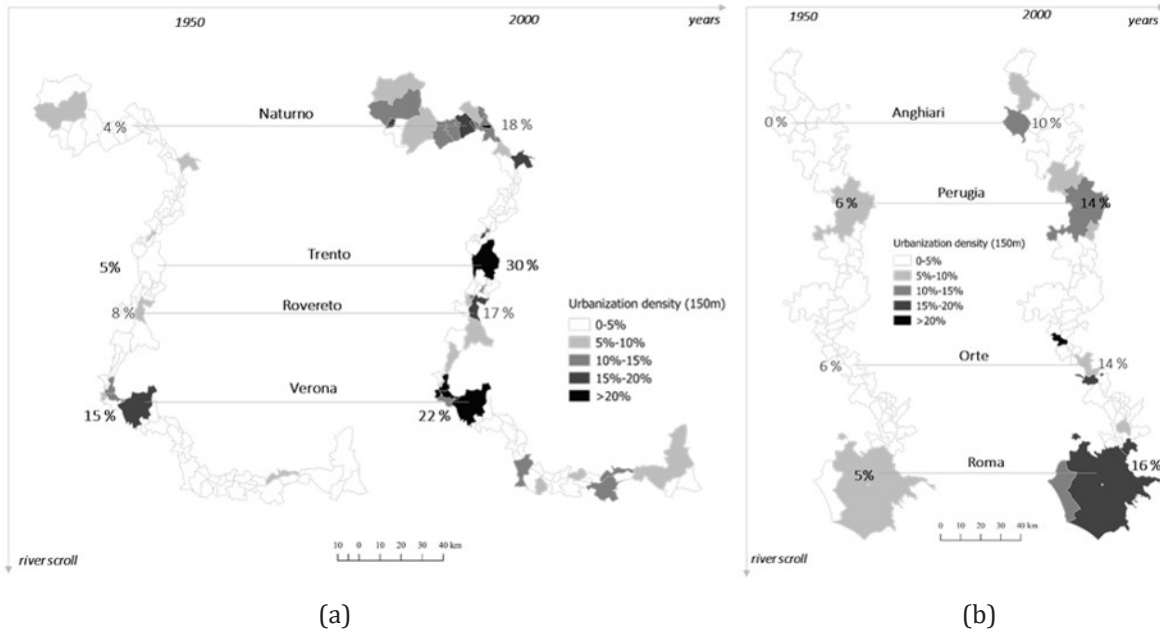 1950 2000 years
Naturno
4 % 18 %
Trento
5% 30 %
Rovereto
8 % 17 %
Verona
15 % 22 %
Urbanization density (150m)
0-5%
5%-10%
10%-15%
15%-20%
>20%
10 0 10 20 30 40 km
river scroll
(a)
1950 2000 years
Anghiari
0 % 10 %
Perugia
6 % 14 %
Urbanization density (150m)
0-5%
5%-10%
10%-15%
15%-20%
>20%
Orte
6 % 14 %
Roma
5% 16 %
0 10 20 30 40 km
river scroll
(b)